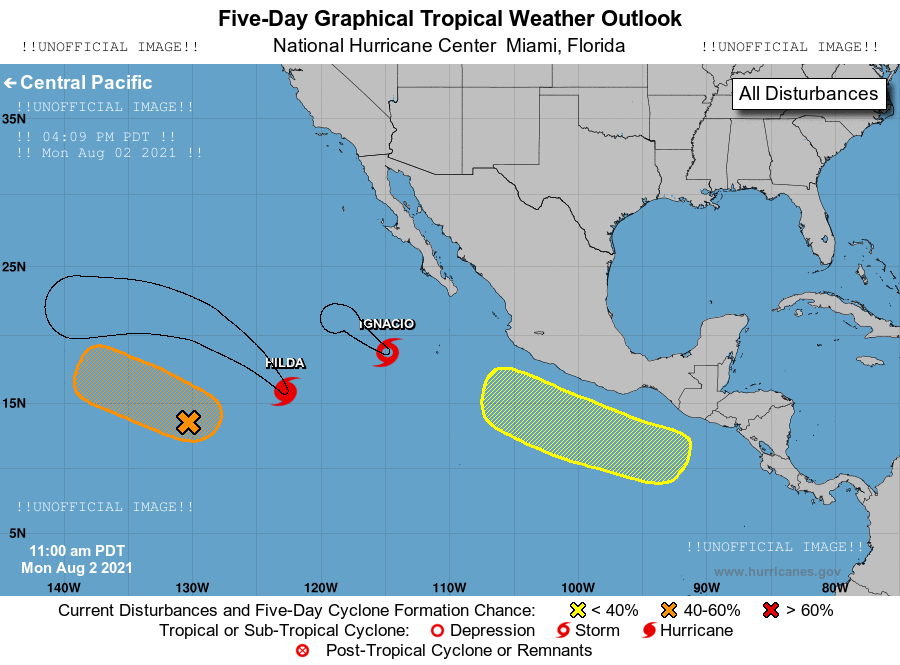 Five-Day Graphical Tropical Weather Outlook
!!UNOFFICIAL IMAGE!! National Hurricane Center  Miami, Florida !!UNOFFICIAL IMAGE!!
← Central Pacific
All Disturbances
!!UNOFFICIAL IMAGE!!
35N
!! 04:09 PM PDT !!
!! Mon Aug 02 2021 !!
25N
IGNACIO
HILDA
15N
!!UNOFFICIAL IMAGE!!
5N
!!UNOFFICIAL IMAGE!!
11:00 am PDT
Mon Aug 2 2021
www.hurricanes.gov
140W 130W 120W 110W 100W 90W 80W
Current Disturbances and Five-Day Cyclone Formation Chance: < 40% 40-60% > 60%
Tropical or Sub-Tropical Cyclone: Depression Storm Hurricane
Post-Tropical Cyclone or Remnants